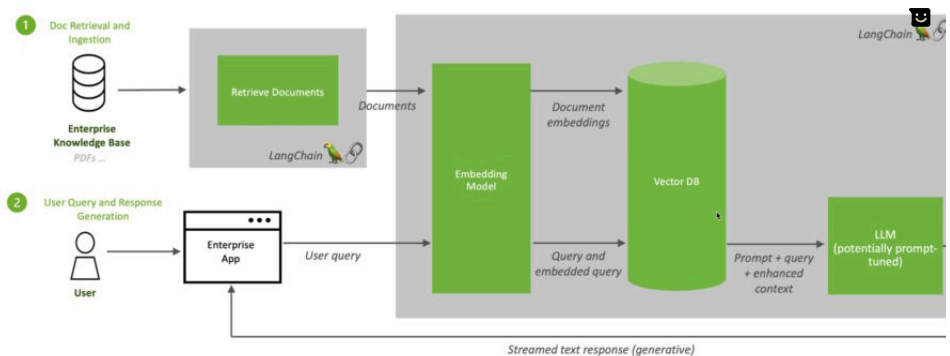 1
Doc Retrieval and
Ingestion
Enterprise
Knowledge Base
PDFs ...
Retrieve Documents
LangChain
Documents
LangChain
Embedding
Model
Document
embeddings
Vector DB
2
User Query and Response
Generation
User
Enterprise
App
User query
Query and
embedded query
Prompt + query
+ enhanced
context
LLM
(potentially prompt-
tuned)
Streamed text response (generative)